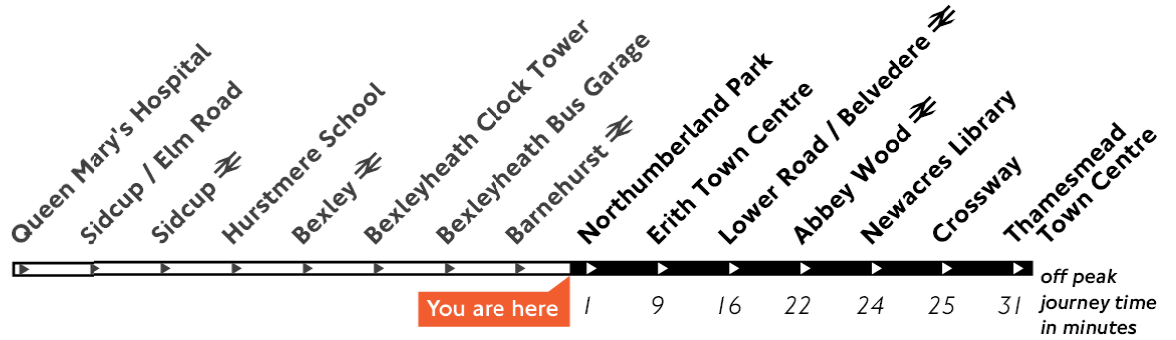 Queen Mary's Hospital
Sidcup / Elm Road
Sidcup
Hurstmere School
Bexley
Bexleyheath Clock Tower
Bexleyheath Bus Garage
Barnehurst
Northumberland Park
Erith Town Centre
Lower Road / Belvedere
Abbey Wood
Newacres Library
Crossway
Thamesmead
Town Centre
You are here
1 9 16 22 24 25 31
off peak
journey time
in minutes